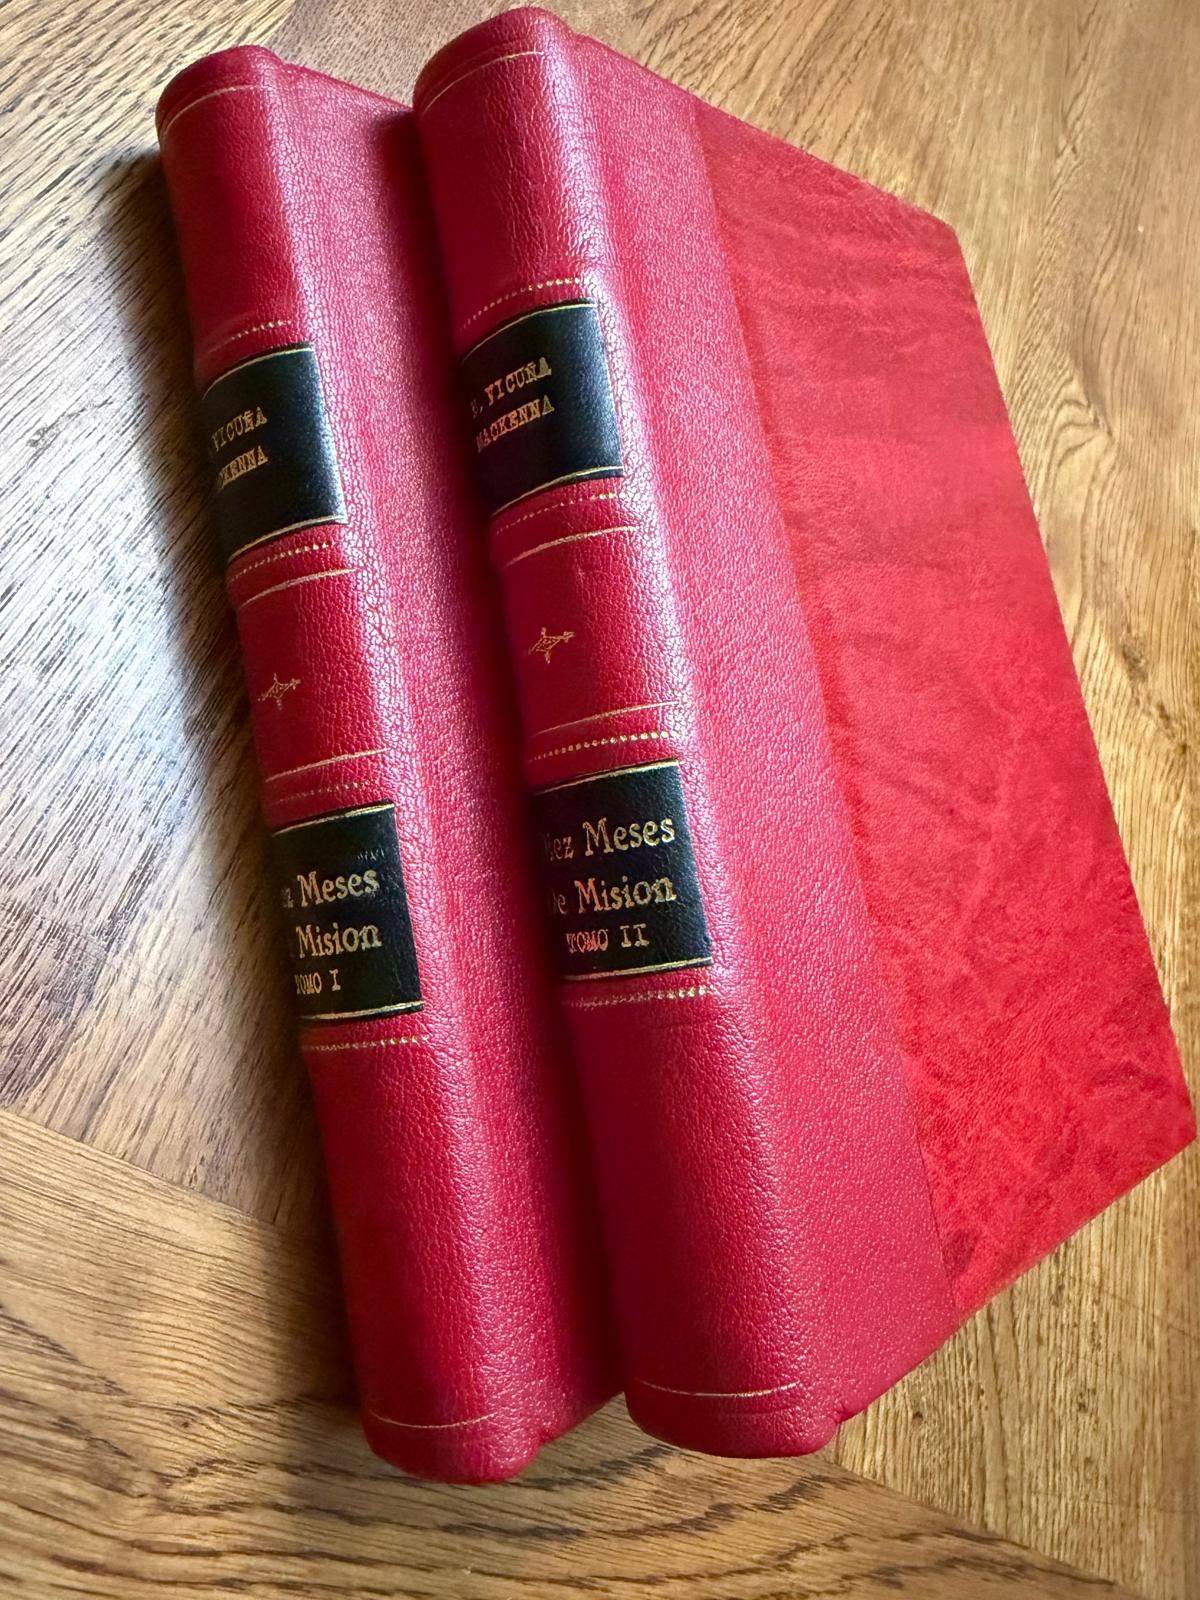 VICUÑA
Meses
Mision
TOMO I
VICUÑA
MACKENNA
Diez Meses
De Mision
TOMO II